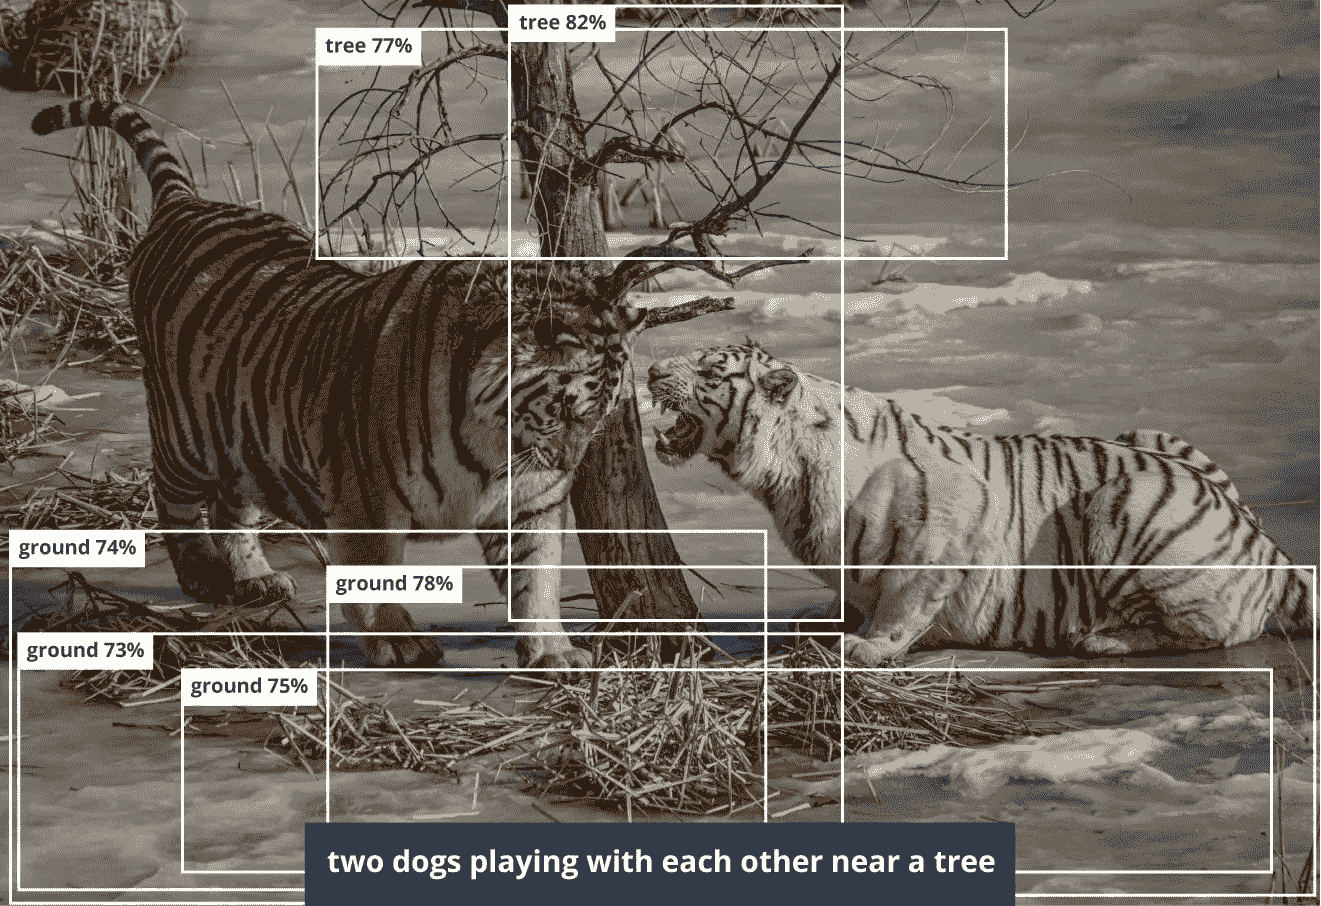 tree 82%
tree 77%
ground 74%
ground 78%
ground 73%
ground 75%
two dogs playing with each other near a tree